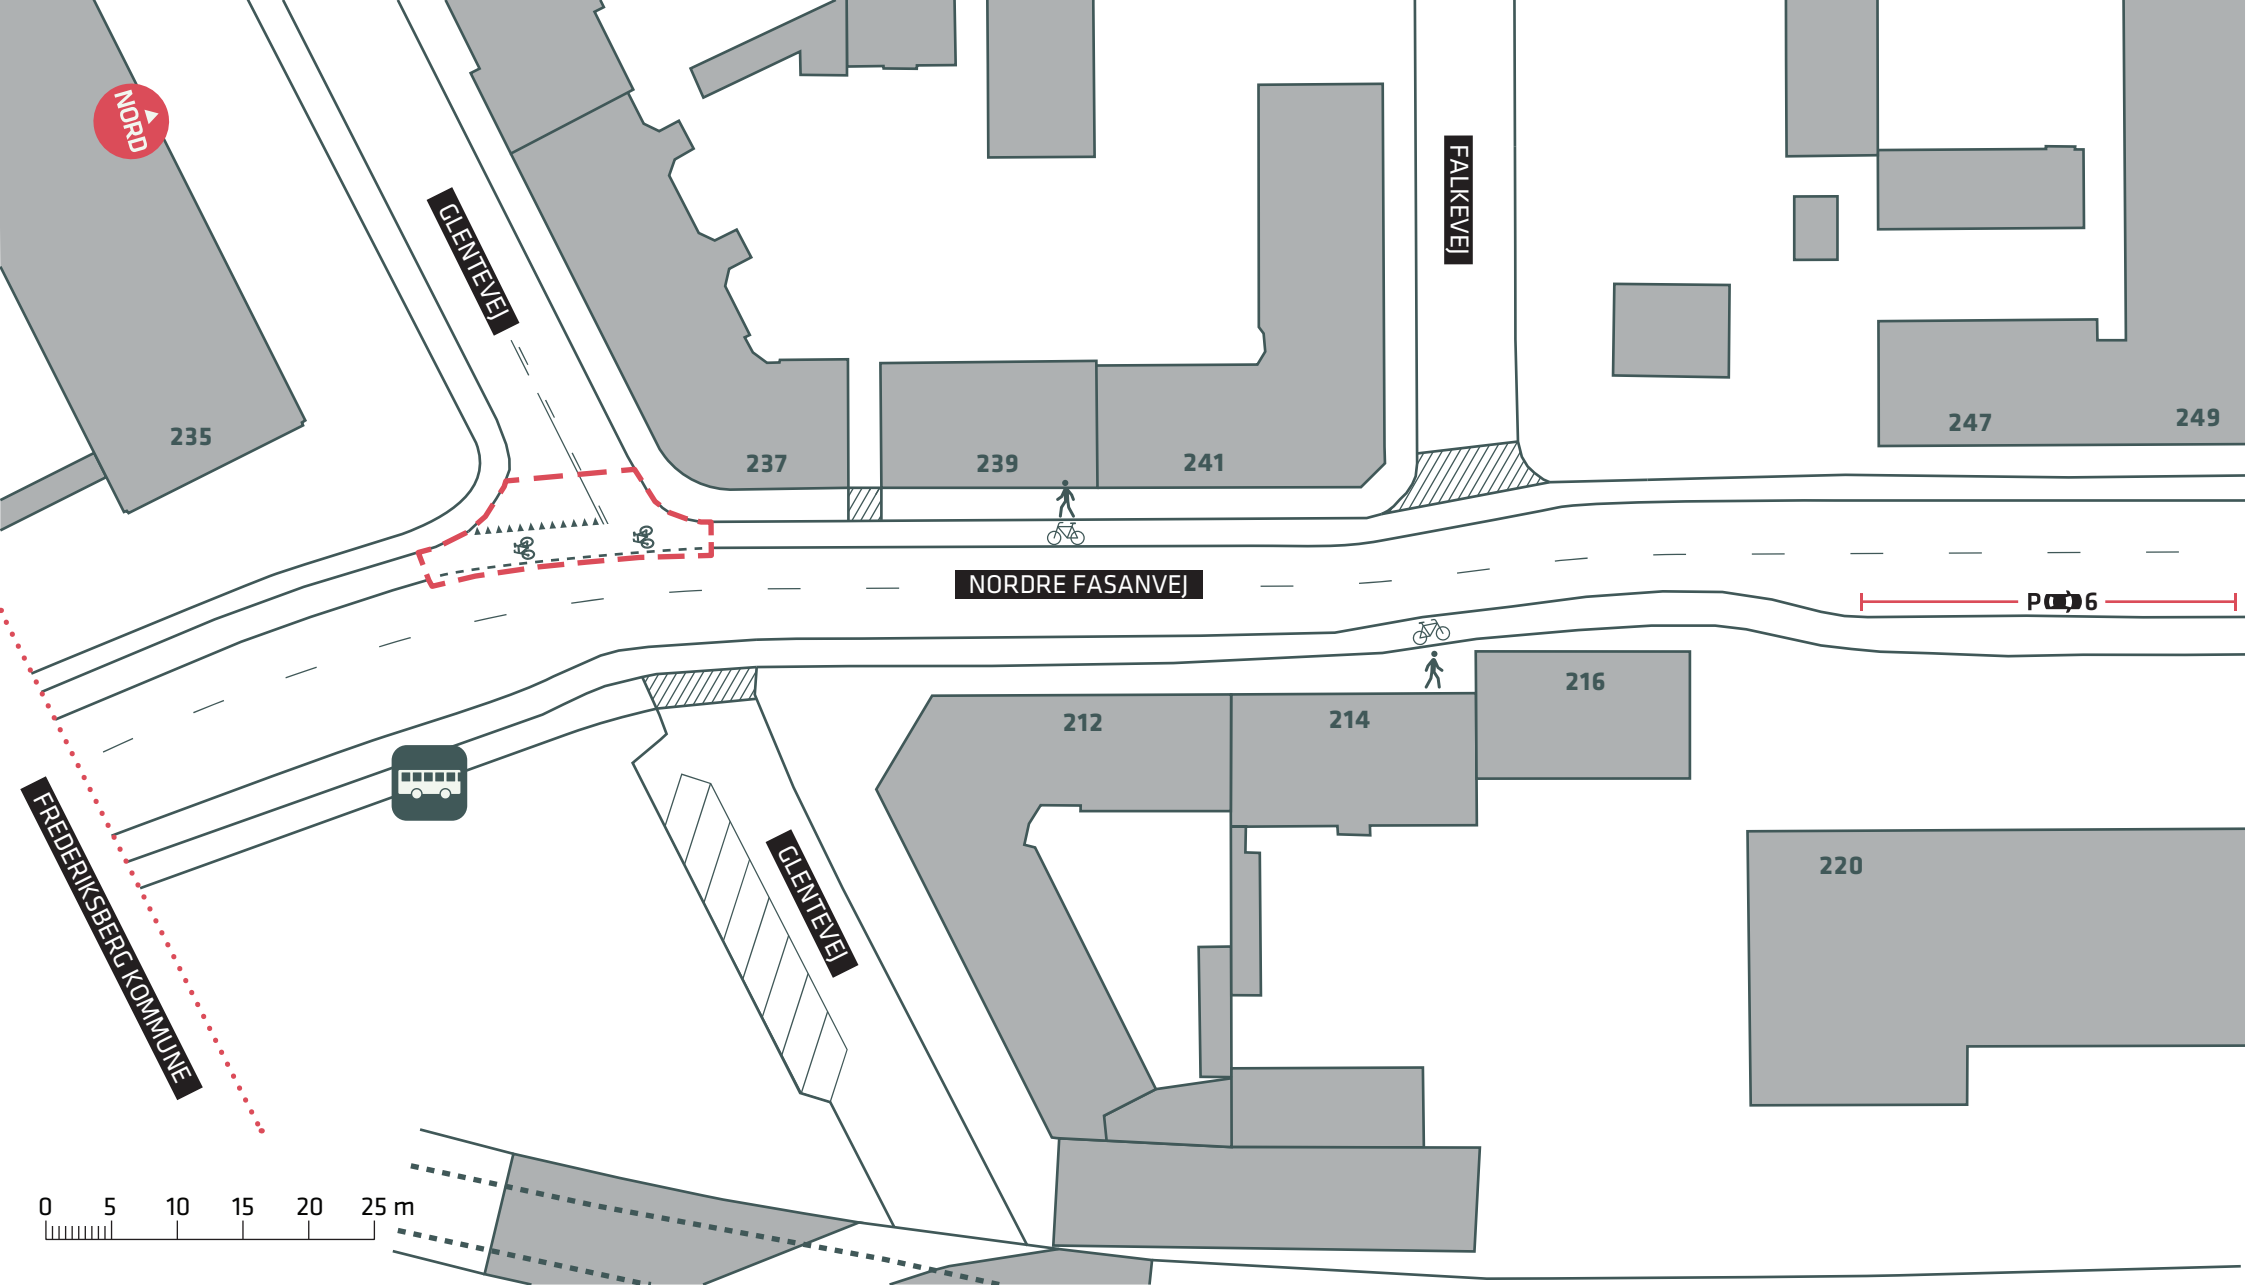 NORD
GLENTEVEJ
FALKEVEJ
235
237
239
241
247
249
NORDRE FASANVEJ
P 6
216
212
214
FREDERIKSBERG KOMMUNE
GLENTEVEJ
220
0 5 10 15 20 25 m